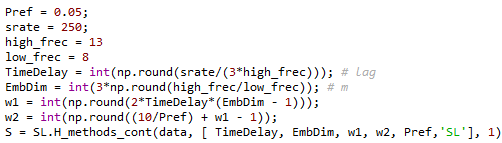 Pref = 0.05;
srate = 250;
high_frec = 13
low_frec = 8
TimeDelay = int(np.round(srate/(3*high_frec))); # lag
EmbDim = int(3*np.round(high_frec/low_frec)); # m
w1 = int(np.round(2*TimeDelay*(EmbDim - 1)));
w2 = int(np.round((10/Pref) + w1 - 1));
S = SL.H_methods_cont(data, [ TimeDelay, EmbDim, w1, w2, Pref,'SL'], 1)